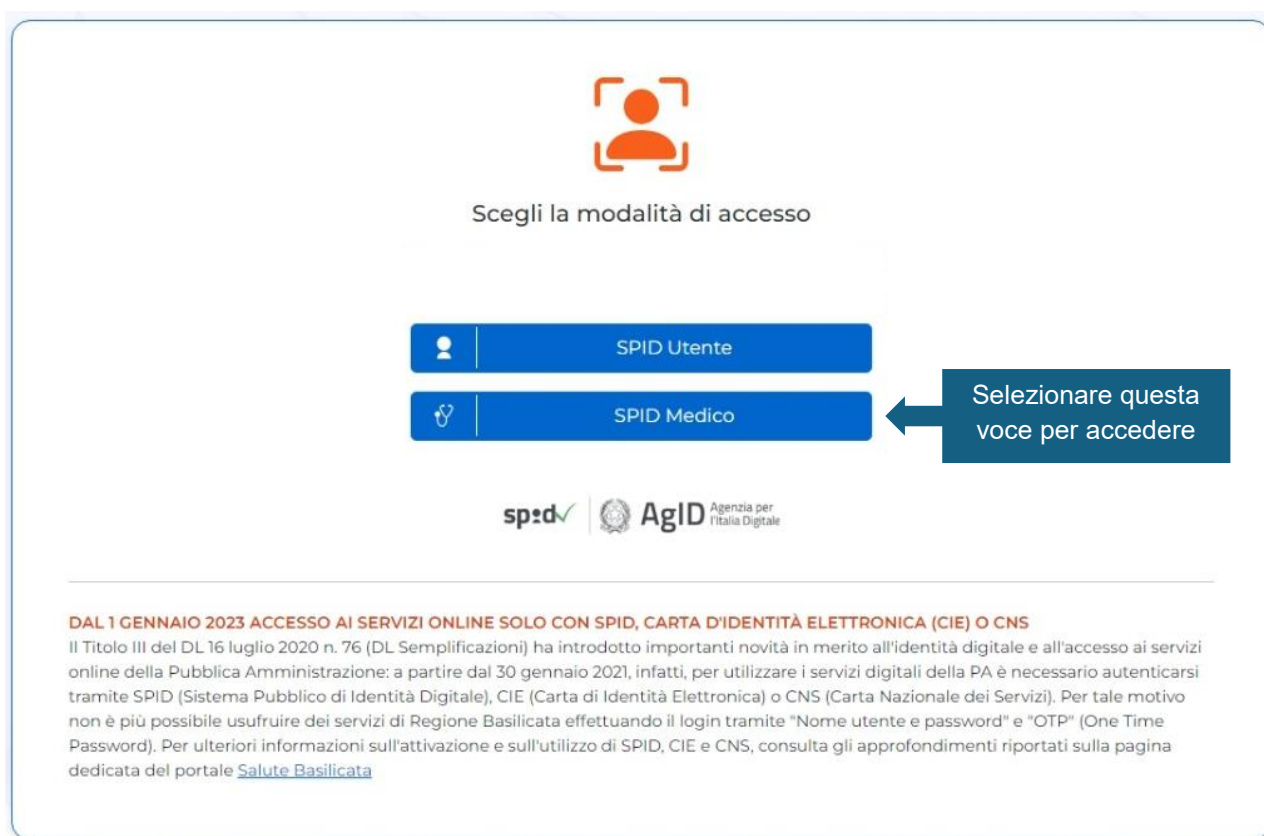 Scegli la modalità di accesso
SPID Utente
SPID Medico
Selezionare questa
voce per accedere
sp:d
AgID Agenzia per
l'Italia Digitale
DAL 1 GENNAIO 2023 ACCESSO AI SERVIZI ONLINE SOLO CON SPID, CARTA D'IDENTITÀ ELETTRONICA (CIE) O CNS
Il Titolo III del DL 16 luglio 2020 n. 76 (DL Semplificazioni) ha introdotto importanti novità in merito all'identità digitale e all'accesso ai servizi
online della Pubblica Amministrazione: a partire dal 30 gennaio 2021, infatti, per utilizzare i servizi digitali della PA è necessario autenticarsi
tramite SPID (Sistema Pubblico di Identità Digitale), CIE (Carta di Identità Elettronica) o CNS (Carta Nazionale dei Servizi). Per tale motivo
non è più possibile usufruire dei servizi di Regione Basilicata effettuando il login tramite "Nome utente e password" e "OTP" (One Time
Password). Per ulteriori informazioni sull'attivazione e sull'utilizzo di SPID, CIE e CNS, consulta gli approfondimenti riportati sulla pagina
dedicata del portale Salute Basilicata